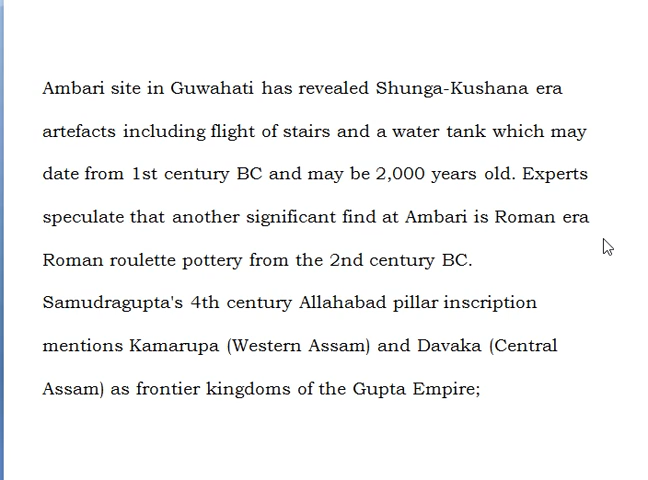 Ambari site in Guwahati has revealed Shunga-Kushana era
artefacts including flight of stairs and a water tank which may
date from 1st century BC and may be 2,000 years old. Experts
speculate that another significant find at Ambari is Roman era
Roman roulette pottery from the 2nd century BC.
Samudragupta's 4th century Allahabad pillar inscription
mentions Kamarupa (Western Assam) and Davaka (Central
Assam) as frontier kingdoms of the Gupta Empire;